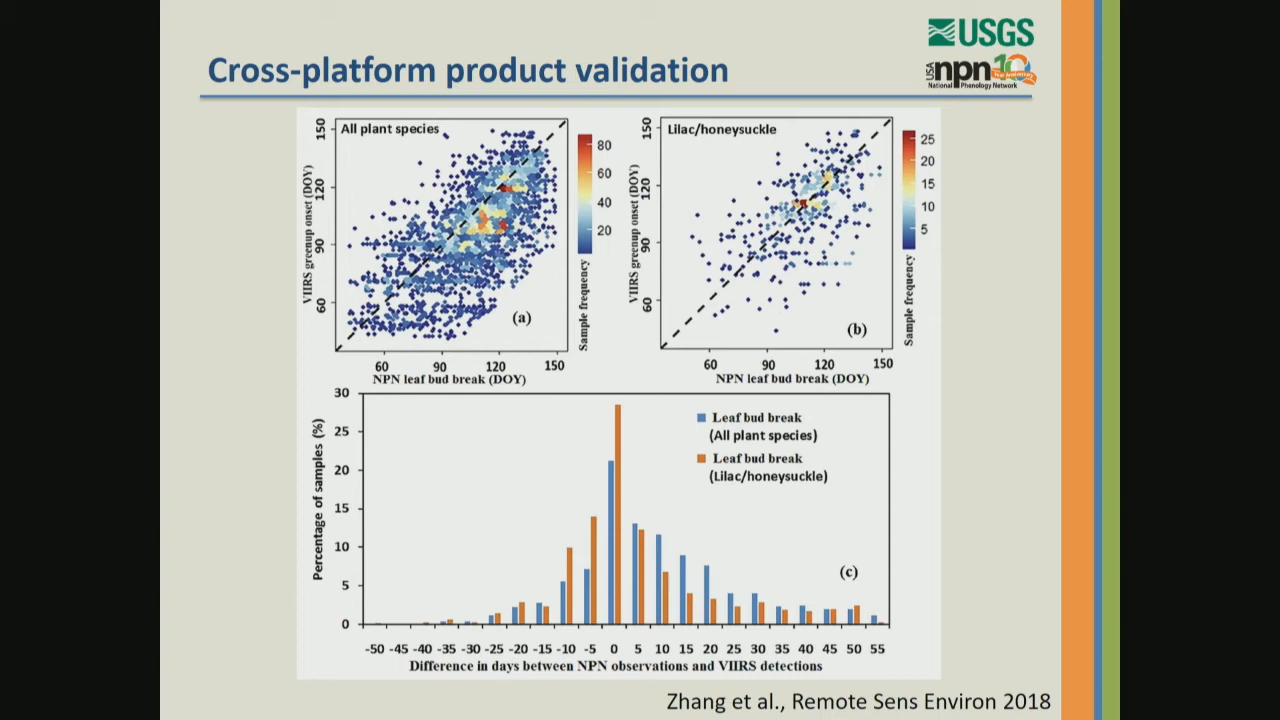 USGS
USA npn 10 Year Anniversary
National Phenology Network
Cross-platform product validation
All plant species
150
120
90
60
VIIRS greenup onset (DOY)
(a)
60 90 120 150
NPN leaf bud break (DOY)
80
60
40
20
Sample frequency
Lilac/honeysuckle
150
120
90
60
VIIRS greenup onset (DOY)
(b)
60 90 120 150
NPN leaf bud break (DOY)
25
20
15
10
5
Sample frequency
30
25
20
15
10
5
0
Percentage of samples (%)
Leaf bud break
(All plant species)
Leaf bud break
(Lilac/honeysuckle)
(c)
-50 -45 -40 -35 -30 -25 -20 -15 -10 -5 0 5 10 15 20 25 30 35 40 45 50 55
Difference in days between NPN observations and VIIRS detections
Zhang et al., Remote Sens Environ 2018